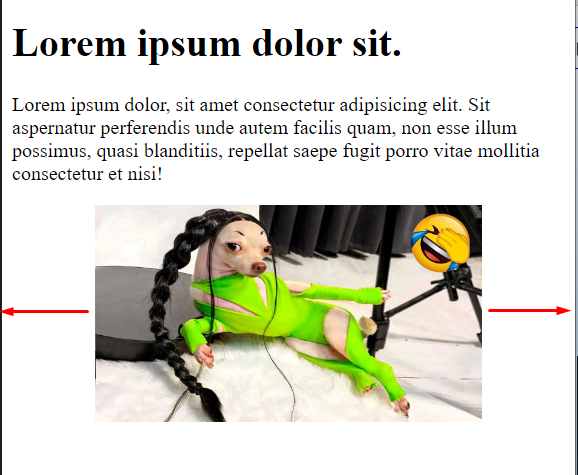 Lorem ipsum dolor sit.
Lorem ipsum dolor, sit amet consectetur adipisicing elit. Sit
aspernatur perferendis unde autem facilis quam, non esse illum
possimus, quasi blanditiis, repellat saepe fugit porro vitae mollitia
consectetur et nisi!